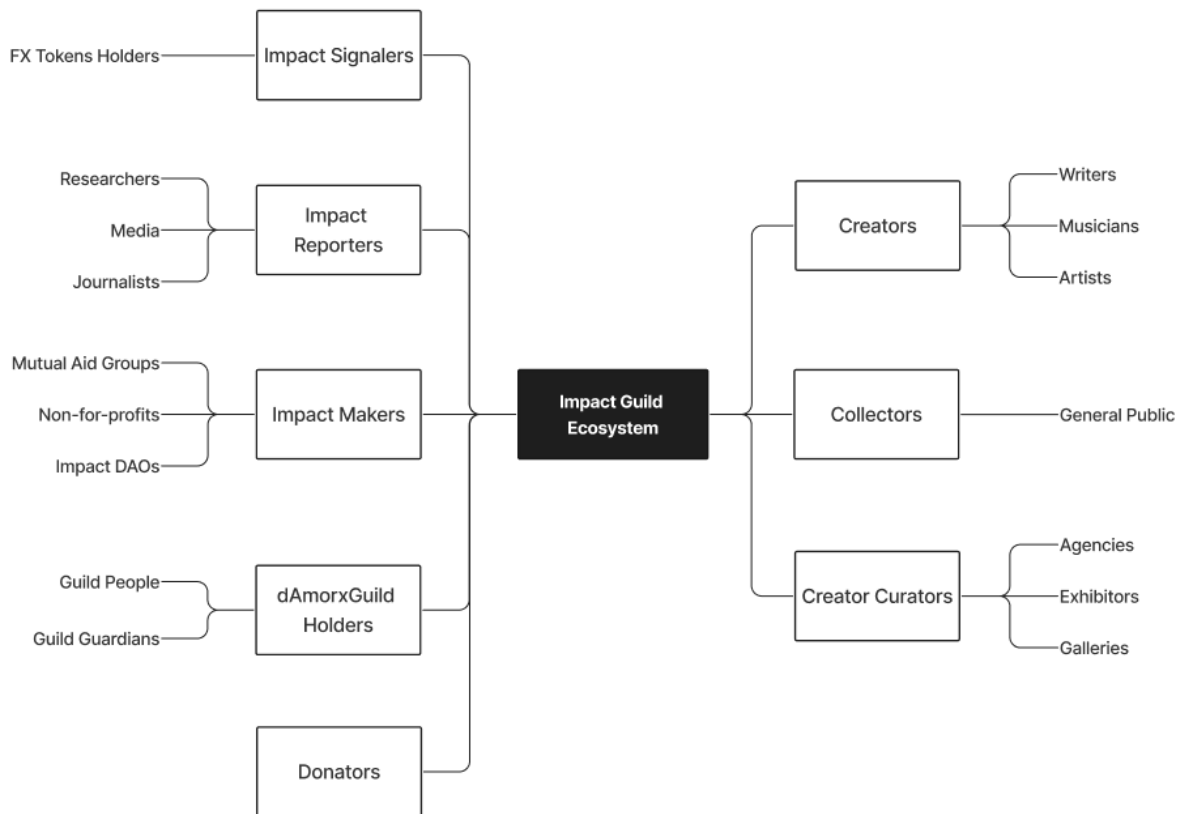 FX Tokens Holders
Impact Signalers
Researchers
Media
Journalists
Impact
Reporters
Mutual Aid Groups
Non-for-profits
Impact DAOs
Impact Makers
Guild People
Guild Guardians
dAmorxGuild
Holders
Donators
Impact Guild
Ecosystem
Creators
Writers
Musicians
Artists
Collectors
General Public
Creator Curators
Agencies
Exhibitors
Galleries